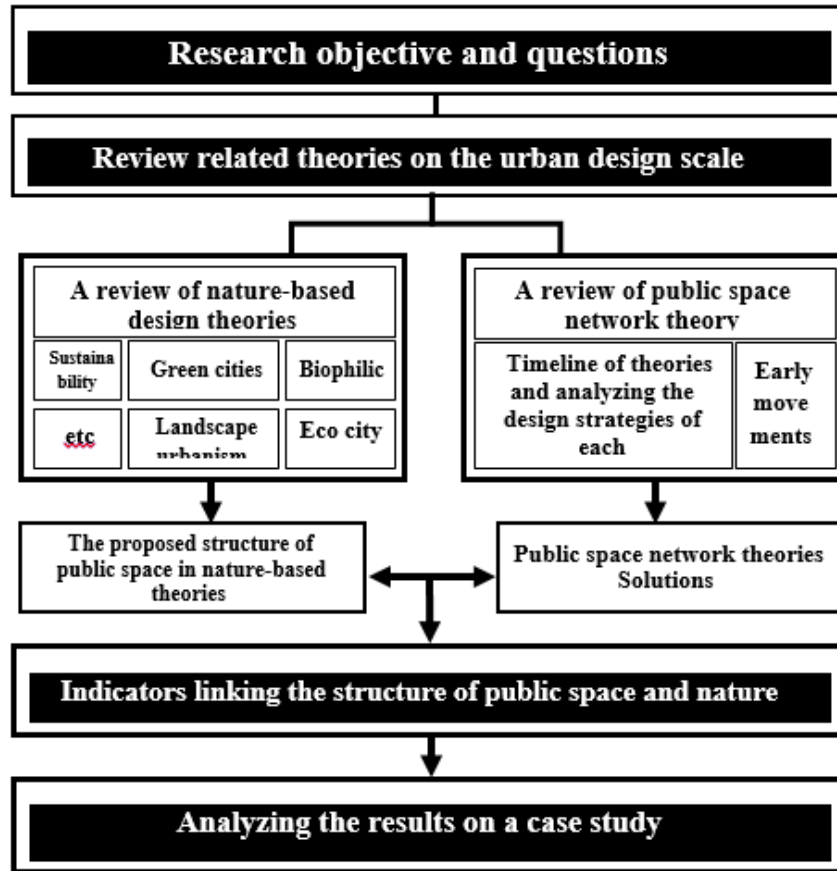 Research objective and questions
Review related theories on the urban design scale
A review of nature-based
design theories
Sustaina
bility
Green cities
Biophilic
etc
Landscape
urbanism
Eco city
A review of public space
network theory
Timeline of theories
and analyzing the
design strategies of
each
Early
move
ments
The proposed structure of
public space in nature-based
theories
Public space network theories
Solutions
Indicators linking the structure of public space and nature
Analyzing the results on a case study